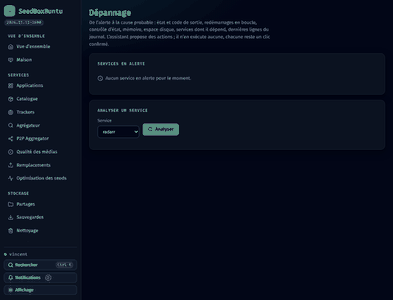 SeedBoxBuntu
VUE D'ENSEMBLE
Vue d'ensemble
Maison
SERVICES
Applications
Catalogue
Trackers
Agrégateur
P2P Aggregator
Qualité des médias
Remplacements
Optimisation des seeds
STOCKAGE
Partages
Sauvegardes
Nettoyage
vincent
Rechercher
Ctrl K
Notifications
Affichage
Dépannage
De l'alerte à la cause probable : état et code de sortie, redémarrages en boucle,
contrôle d'état, mémoire, espace disque, services dont il dépend, dernières lignes du
journal. L'assistant propose des actions ; il n'en exécute aucune, chacune reste un clic
confirmé.
SERVICES EN ALERTE
Aucun service en alerte pour le moment.
ANALYSER UN SERVICE
Service
radarr
Analyser